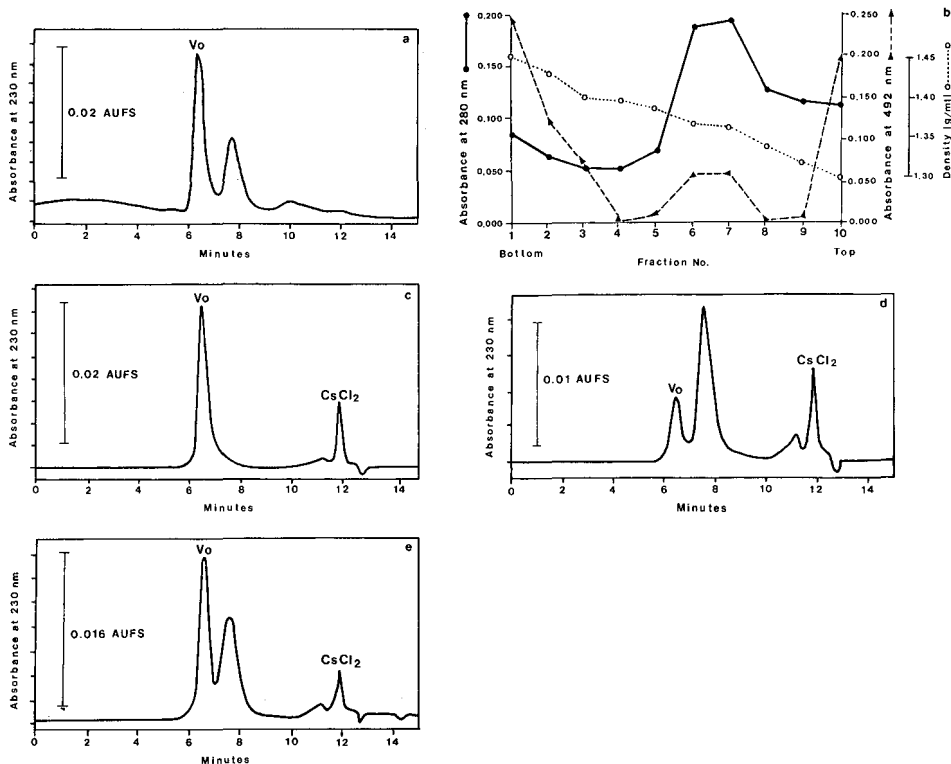 a
Vo
0.02 AUFS
Absorbance at 230 nm
0 2 4 6 8 10 12 14
Minutes
b
0.200
0.150
0.100
0.050
0.000
Absorbance at 280 nm
0.250
0.200
0.150
0.100
0.050
0.000
Absorbance at 492 nm
1.45
1.40
1.35
1.30
Density [g/ml]
1 2 3 4 5 6 7 8 9 10
Bottom Fraction No. Top
c
Vo
0.02 AUFS
CsCl2
Absorbance at 230 nm
0 2 4 6 8 10 12 14
Minutes
d
0.01 AUFS
Vo
CsCl2
Absorbance at 230 nm
0 2 4 6 8 10 12 14
Minutes
e
Vo
0.016 AUFS
CsCl2
Absorbance at 230 nm
0 2 4 6 8 10 12 14
Minutes